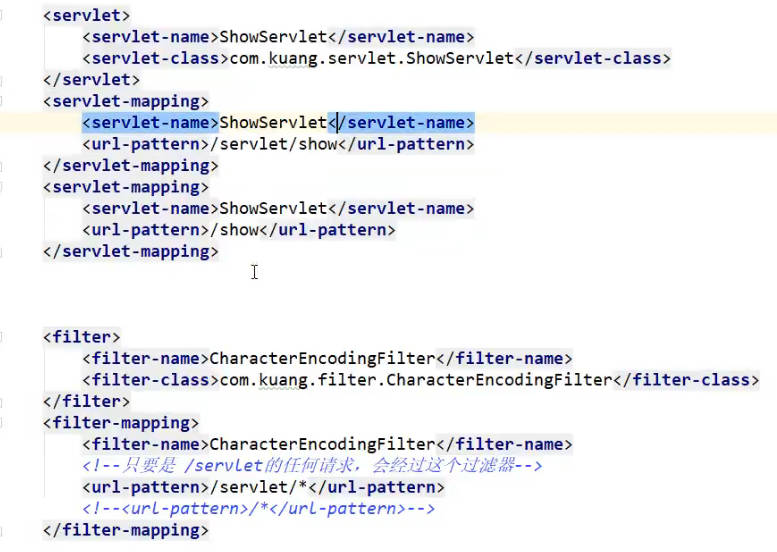 <servlet>
<servlet-name>ShowServlet</servlet-name>
<servlet-class>com.kuang.servlet.ShowServlet</servlet-class>
</servlet>
<servlet-mapping>
<servlet-name>ShowServlet</servlet-name>
<url-pattern>/servlet/show</url-pattern>
</servlet-mapping>
<servlet-mapping>
<servlet-name>ShowServlet</servlet-name>
<url-pattern>/show</url-pattern>
</servlet-mapping>
<filter>
<filter-name>CharacterEncodingFilter</filter-name>
<filter-class>com.kuang.filter.CharacterEncodingFilter</filter-class>
</filter>
<filter-mapping>
<filter-name>CharacterEncodingFilter</filter-name>
<!--只要是 /servlet的任何请求，会经过这个过滤器-->
<url-pattern>/servlet/*</url-pattern>
<!--<url-pattern>/*</url-pattern>-->
</filter-mapping>